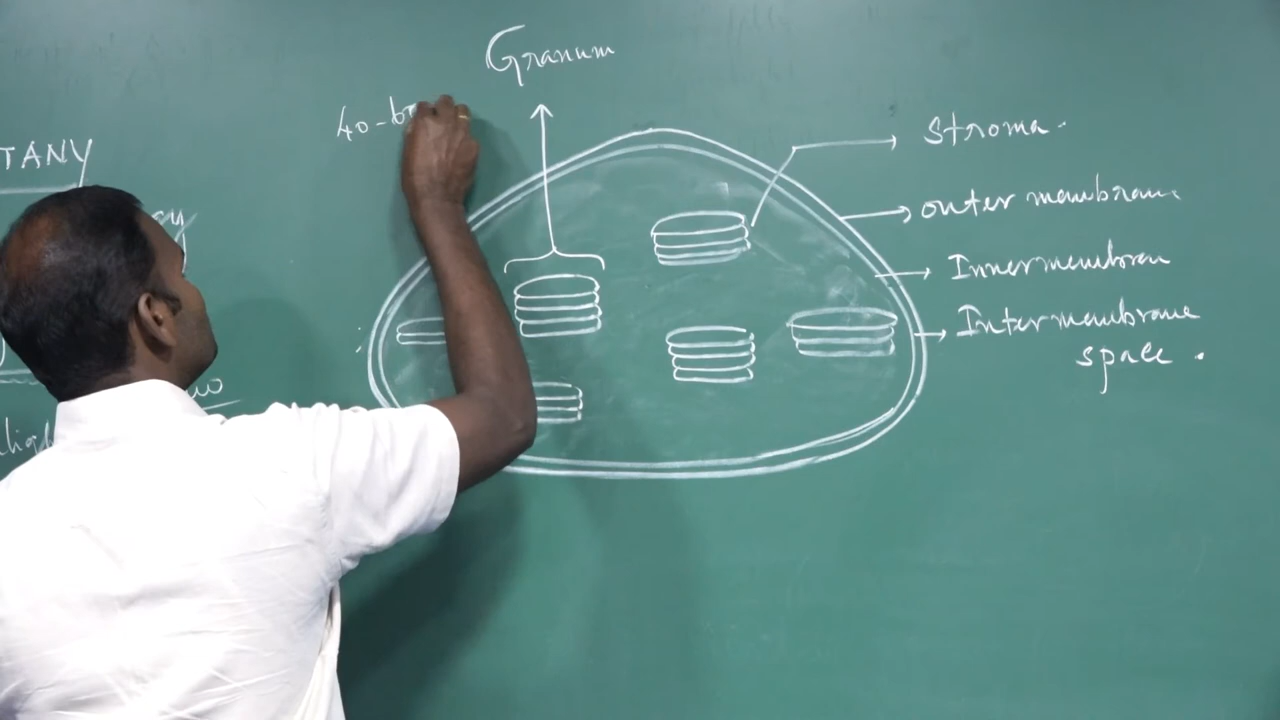 Granum
40-
TANY
Stroma.
outer membrane
Innermembran
Intermembrane
space.